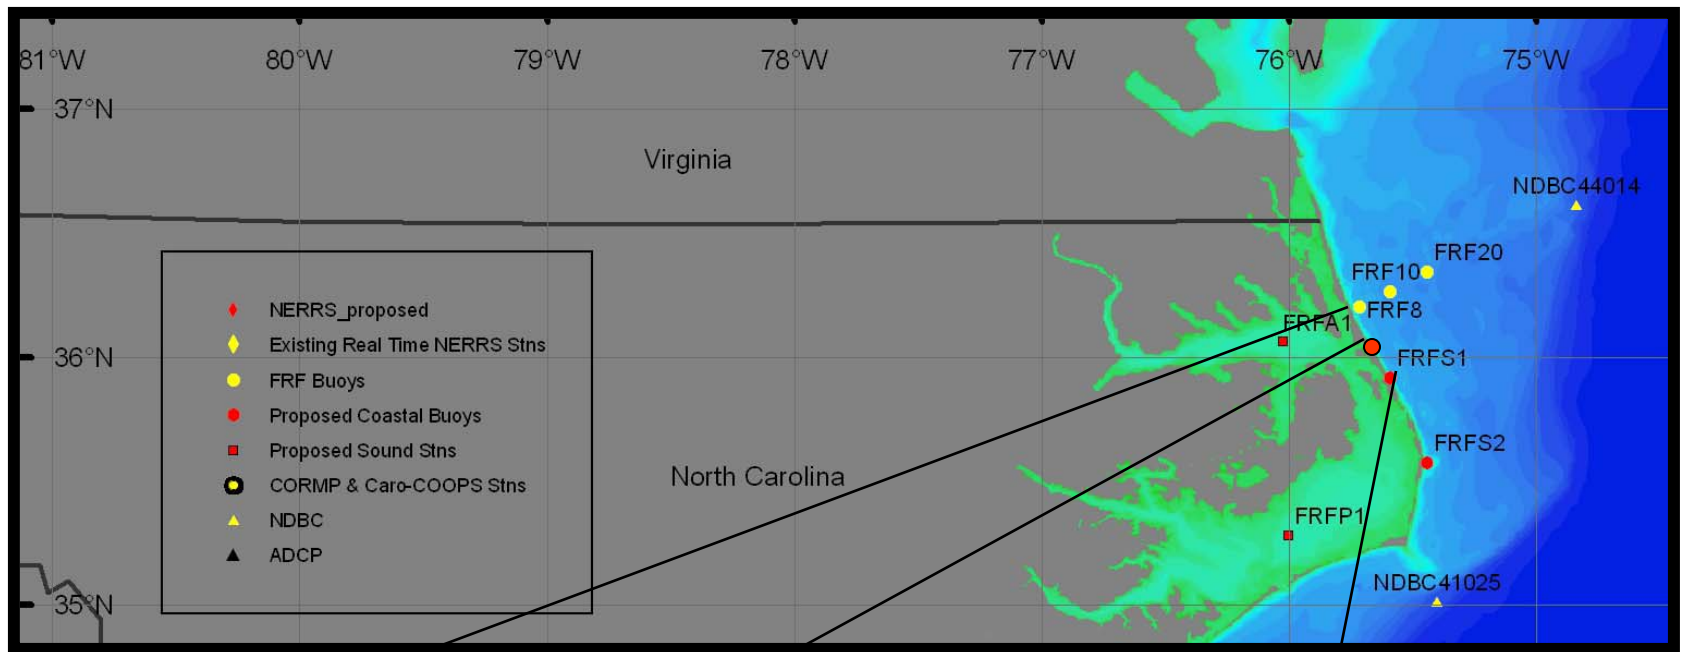 81°W 80°W 79°W 78°W 77°W 76°W 75°W
37°N
Virginia
NDBC44014
FRF20
FRF10
NERRS_proposed
FRF8
FRFA1
Existing Real Time NERRS Stns
36°N
FRFS1
FRF Buoys
Proposed Coastal Buoys
FRFS2
Proposed Sound Stns
North Carolina
CORMP & Caro-COOPS Stns
FRFP1
NDBC
ADCP
NDBC41025
35°N